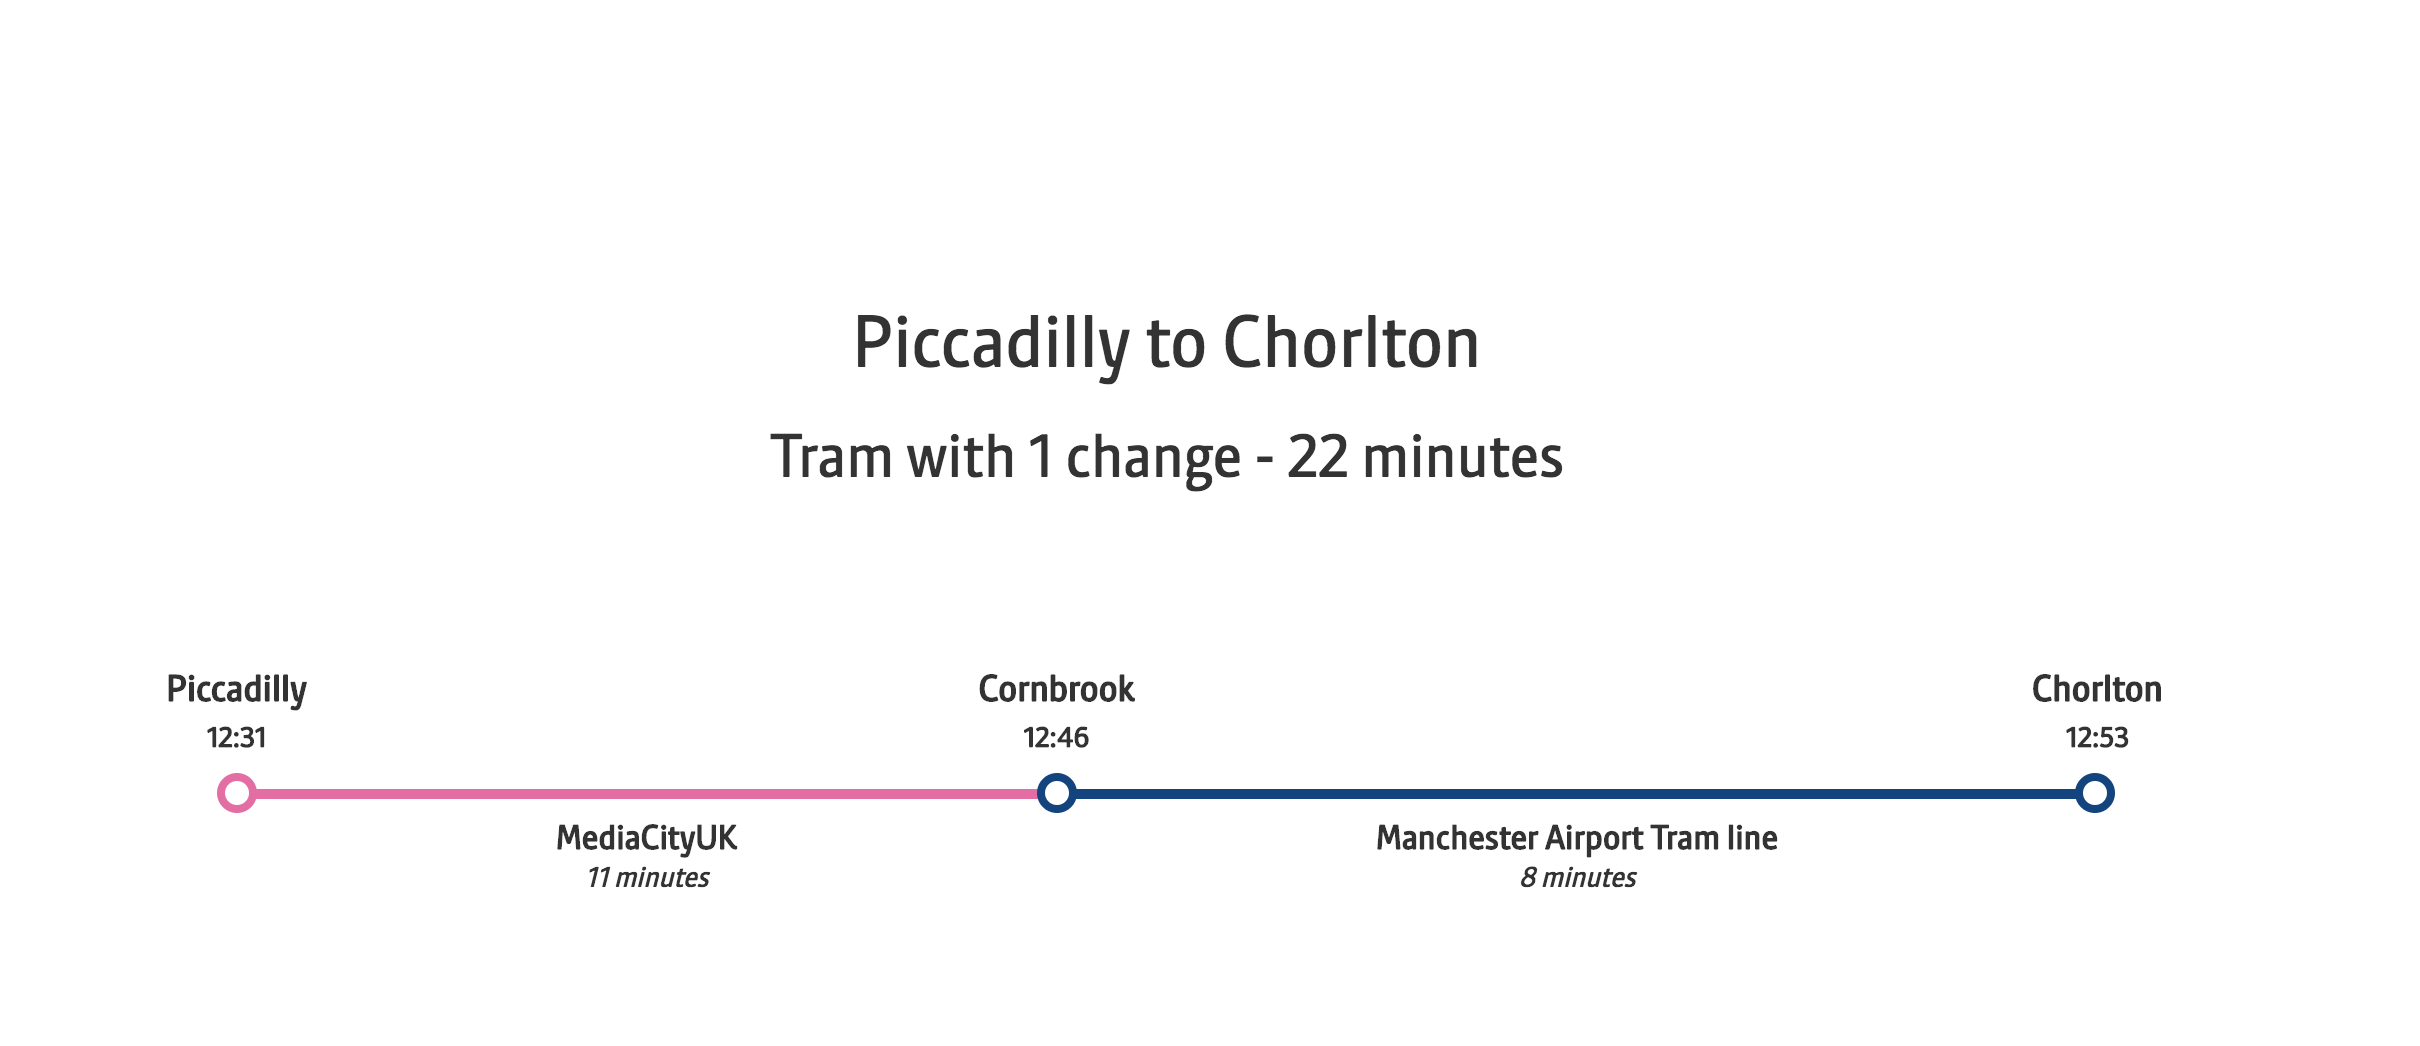 Piccadilly to Chorlton
Tram with 1 change - 22 minutes
Piccadilly
12:31
Cornbrook
12:46
Chorlton
12:53
MediaCityUK
11 minutes
Manchester Airport Tram line
8 minutes